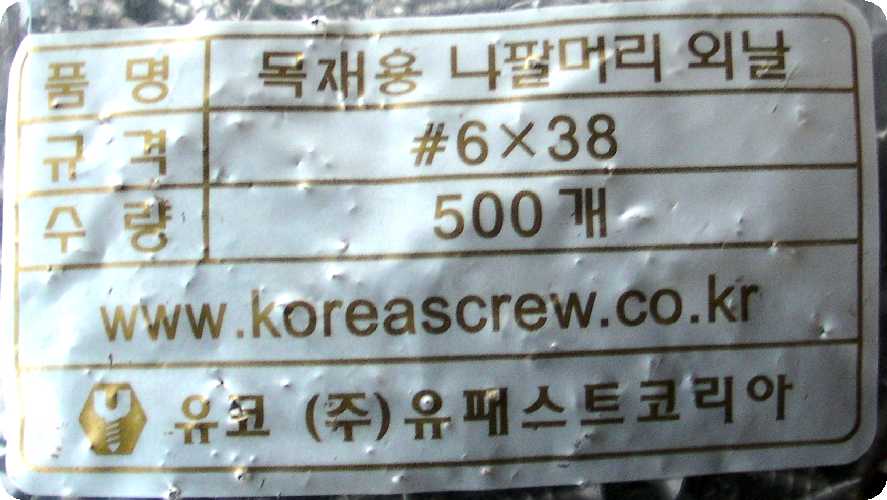 품 명 목재용 나팔머리 외날
규 격 #6×38
수 량 500개
www.koreascrew.co.kr
유코 (주)유패스트코리아